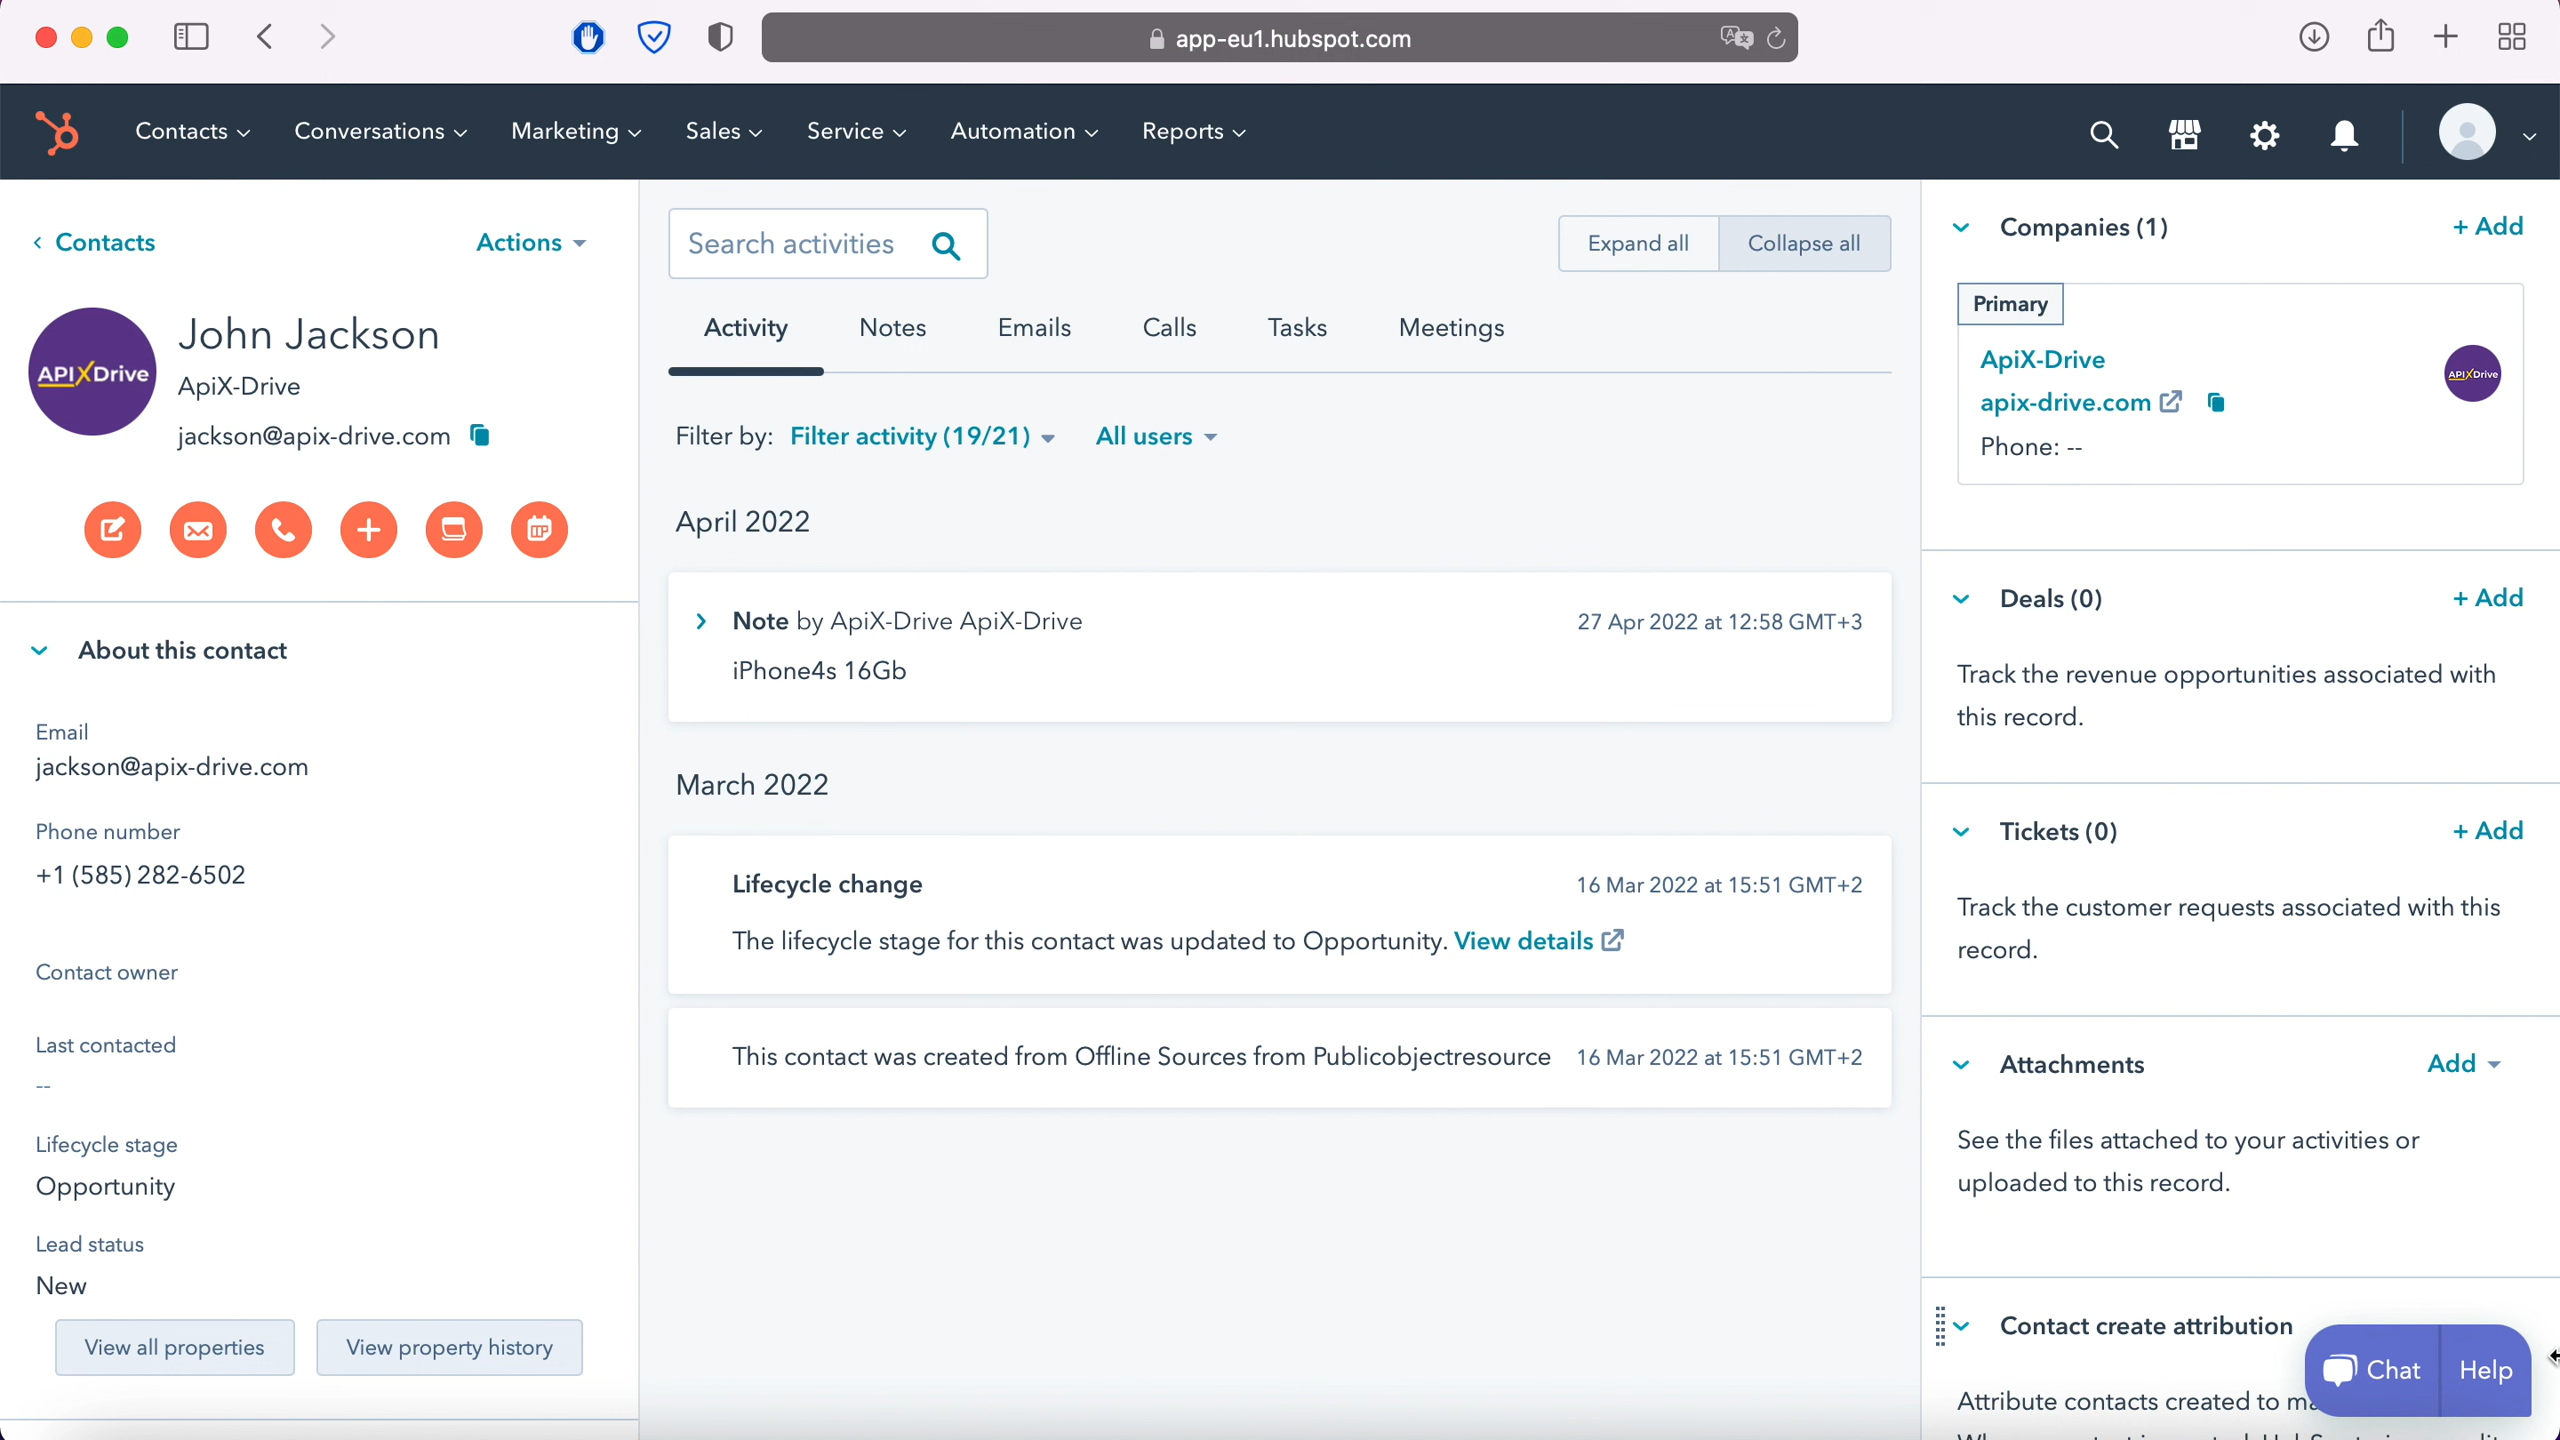 app-eu1.hubspot.com
Contacts Conversations Marketing Sales Service Automation Reports
Contacts Actions
APIXDrive
John Jackson
ApiX-Drive
jackson@apix-drive.com
About this contact
Email
jackson@apix-drive.com
Phone number
+1 (585) 282-6502
Contact owner
Last contacted
--
Lifecycle stage
Opportunity
Lead status
New
View all properties View property history
Search activities Expand all Collapse all
Activity Notes Emails Calls Tasks Meetings
Filter by: Filter activity (19/21) All users
April 2022
Note by ApiX-Drive ApiX-Drive 27 Apr 2022 at 12:58 GMT+3
iPhone4s 16Gb
March 2022
Lifecycle change 16 Mar 2022 at 15:51 GMT+2
The lifecycle stage for this contact was updated to Opportunity. View details
This contact was created from Offline Sources from Publicobjectresource 16 Mar 2022 at 15:51 GMT+2
Companies (1) + Add
Primary
ApiX-Drive
APIXDrive
apix-drive.com
Phone: --
Deals (0) + Add
Track the revenue opportunities associated with
this record.
Tickets (0) + Add
Track the customer requests associated with this
record.
Attachments Add
See the files attached to your activities or
uploaded to this record.
Contact create attribution
Chat Help
Attribute contacts created to